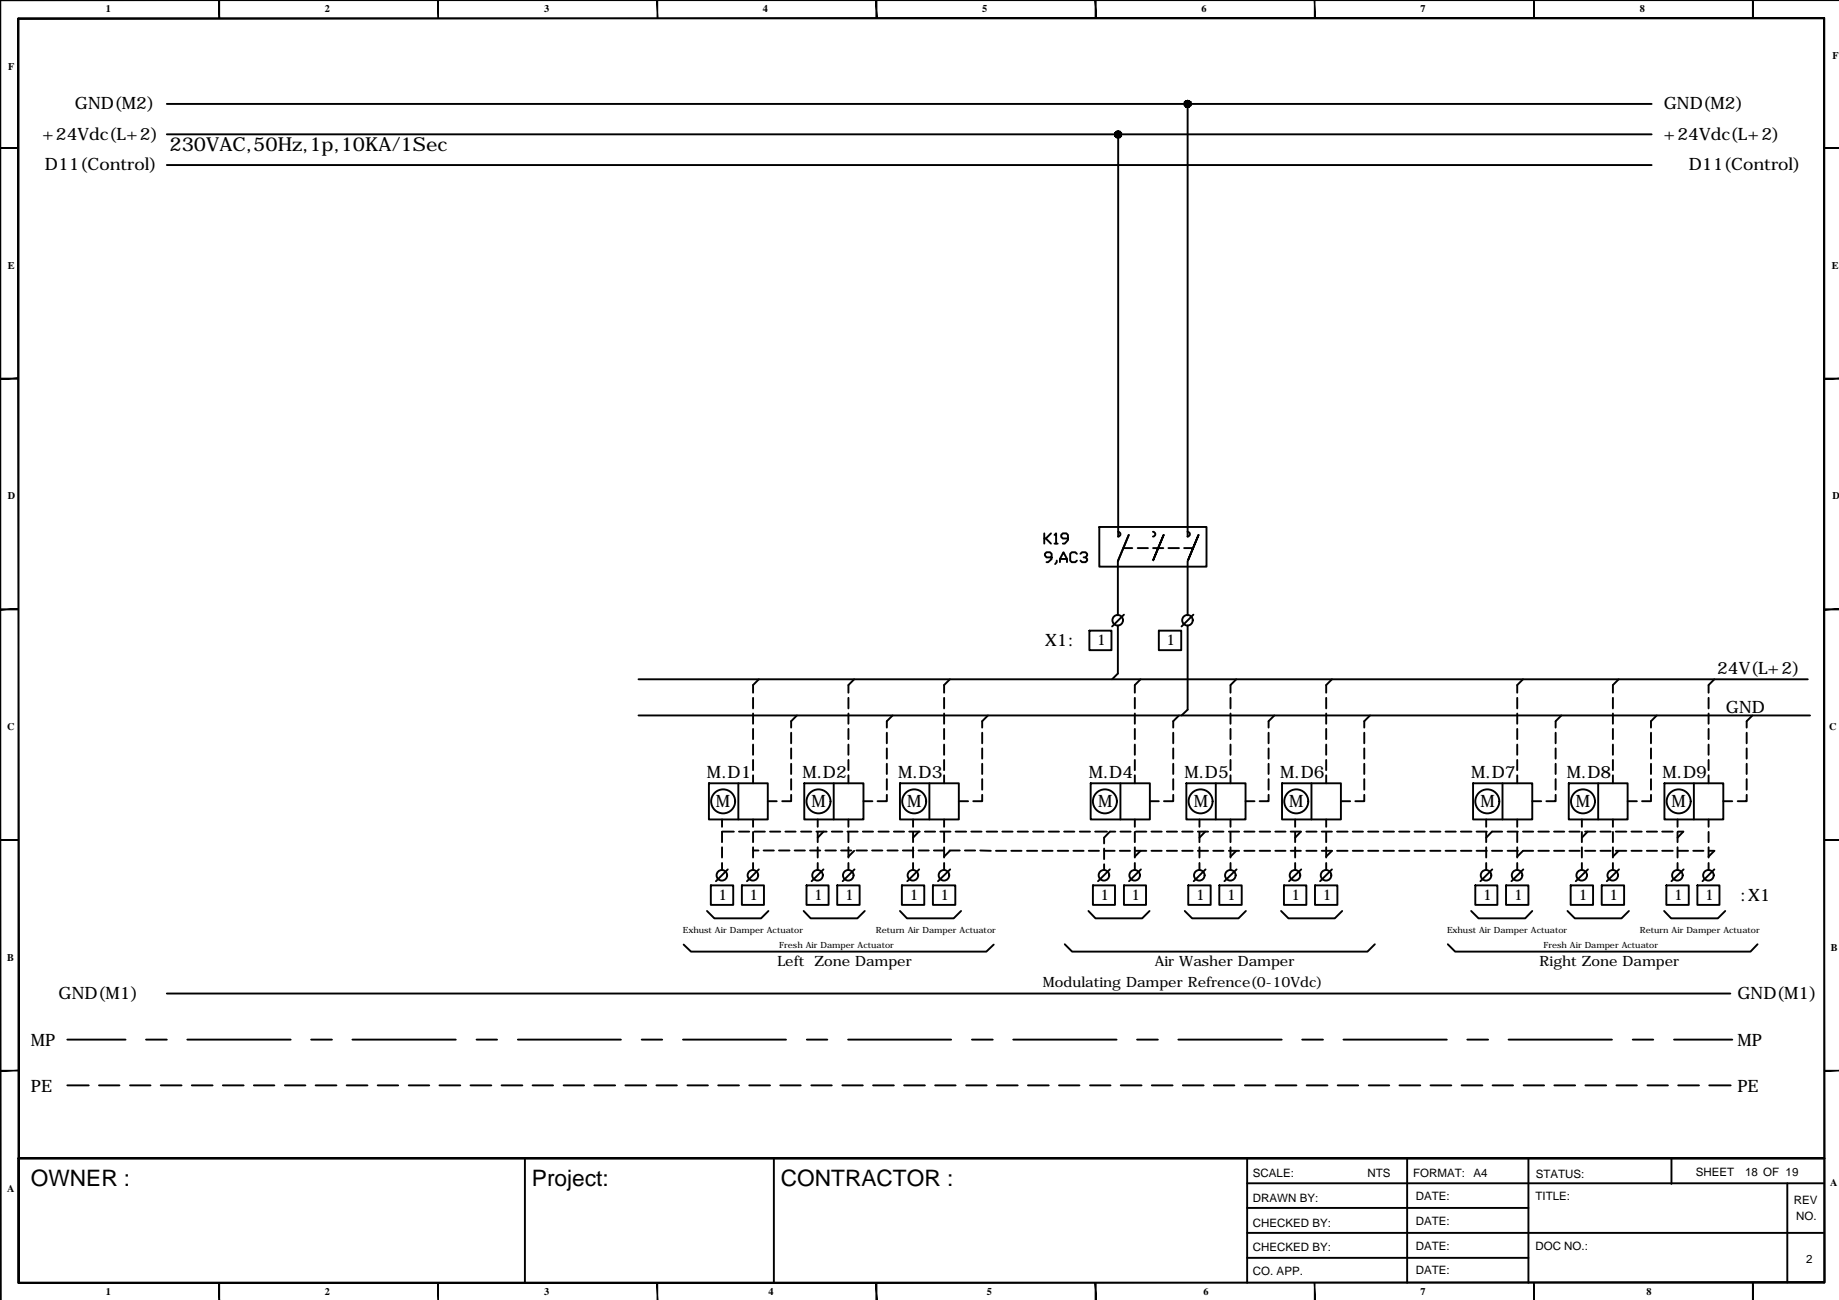 1 2 3 4 5 6 7 8
F F
GND(M2) GND(M2)
+24Vdc(L+2) +24Vdc(L+2)
230VAC,50Hz,1p,10KA/1Sec
D11(Control) D11(Control)
E E
D D
K19
9,AC3
X1: 1 1
24V(L+2)
GND
C C
M.D1 M.D2 M.D3 M.D4 M.D5 M.D6 M.D7 M.D8 M.D9
M M M M M M M M M
1 1 1 1 1 1 1 1 1 1 1 1 1 1 1 1 1 1 :X1
Exhust Air Damper Actuator Return Air Damper Actuator Exhust Air Damper Actuator Return Air Damper Actuator
Fresh Air Damper Actuator Fresh Air Damper Actuator
B B
Left Zone Damper Air Washer Damper Right Zone Damper
Modulating Damper Refrence(0-10Vdc)
GND(M1) GND(M1)
MP MP
PE PE
A A
OWNER : Project: CONTRACTOR :
SCALE: NTS FORMAT: A4 STATUS: SHEET 18 OF 19
DRAWN BY: DATE: TITLE: REV
NO.
CHECKED BY: DATE:
CHECKED BY: DATE: DOC NO.: 2
CO. APP. DATE:
1 2 3 4 5 6 7 8